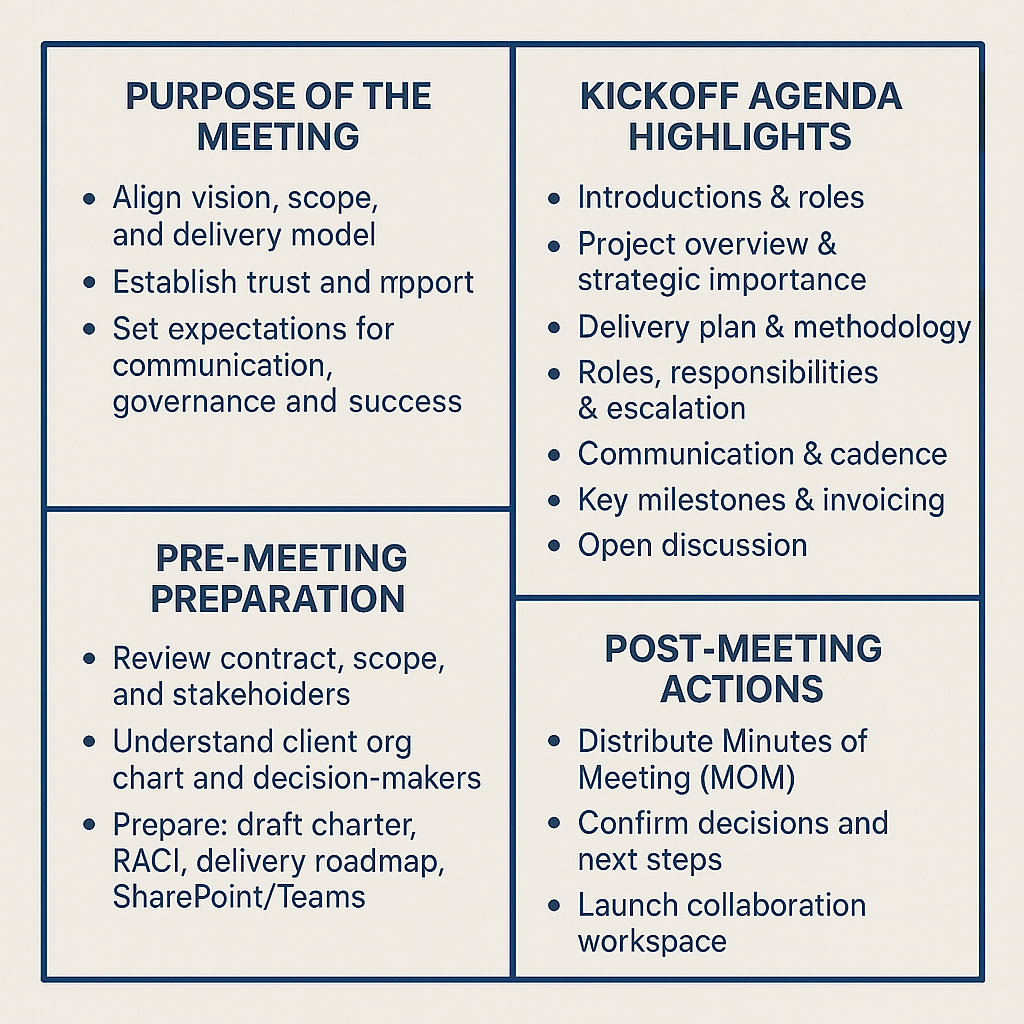 PURPOSE OF THE
MEETING
• Align vision, scope,
and delivery model
• Establish trust and mpport
• Set expectations for
communication,
governance and success
PRE-MEETING
PREPARATION
• Review contract, scope,
and stakehoiders
• Understand client org
chart and decision-makers
• Prepare: draft charter,
RACI, delivery roadmap,
SharePoint/Teams
KICKOFF AGENDA
HIGHLIGHTS
• Introductions & roles
• Project overview &
strategic importance
• Delivery plan & methodology
• Roles, responsibilities
& escalation
• Communication & cadence
• Key milestones & invoicing
• Open discussion
POST-MEETING
ACTIONS
• Distribute Minutes of
Meeting (MOM)
• Confirm decisions and
next steps
• Launch collaboration
workspace